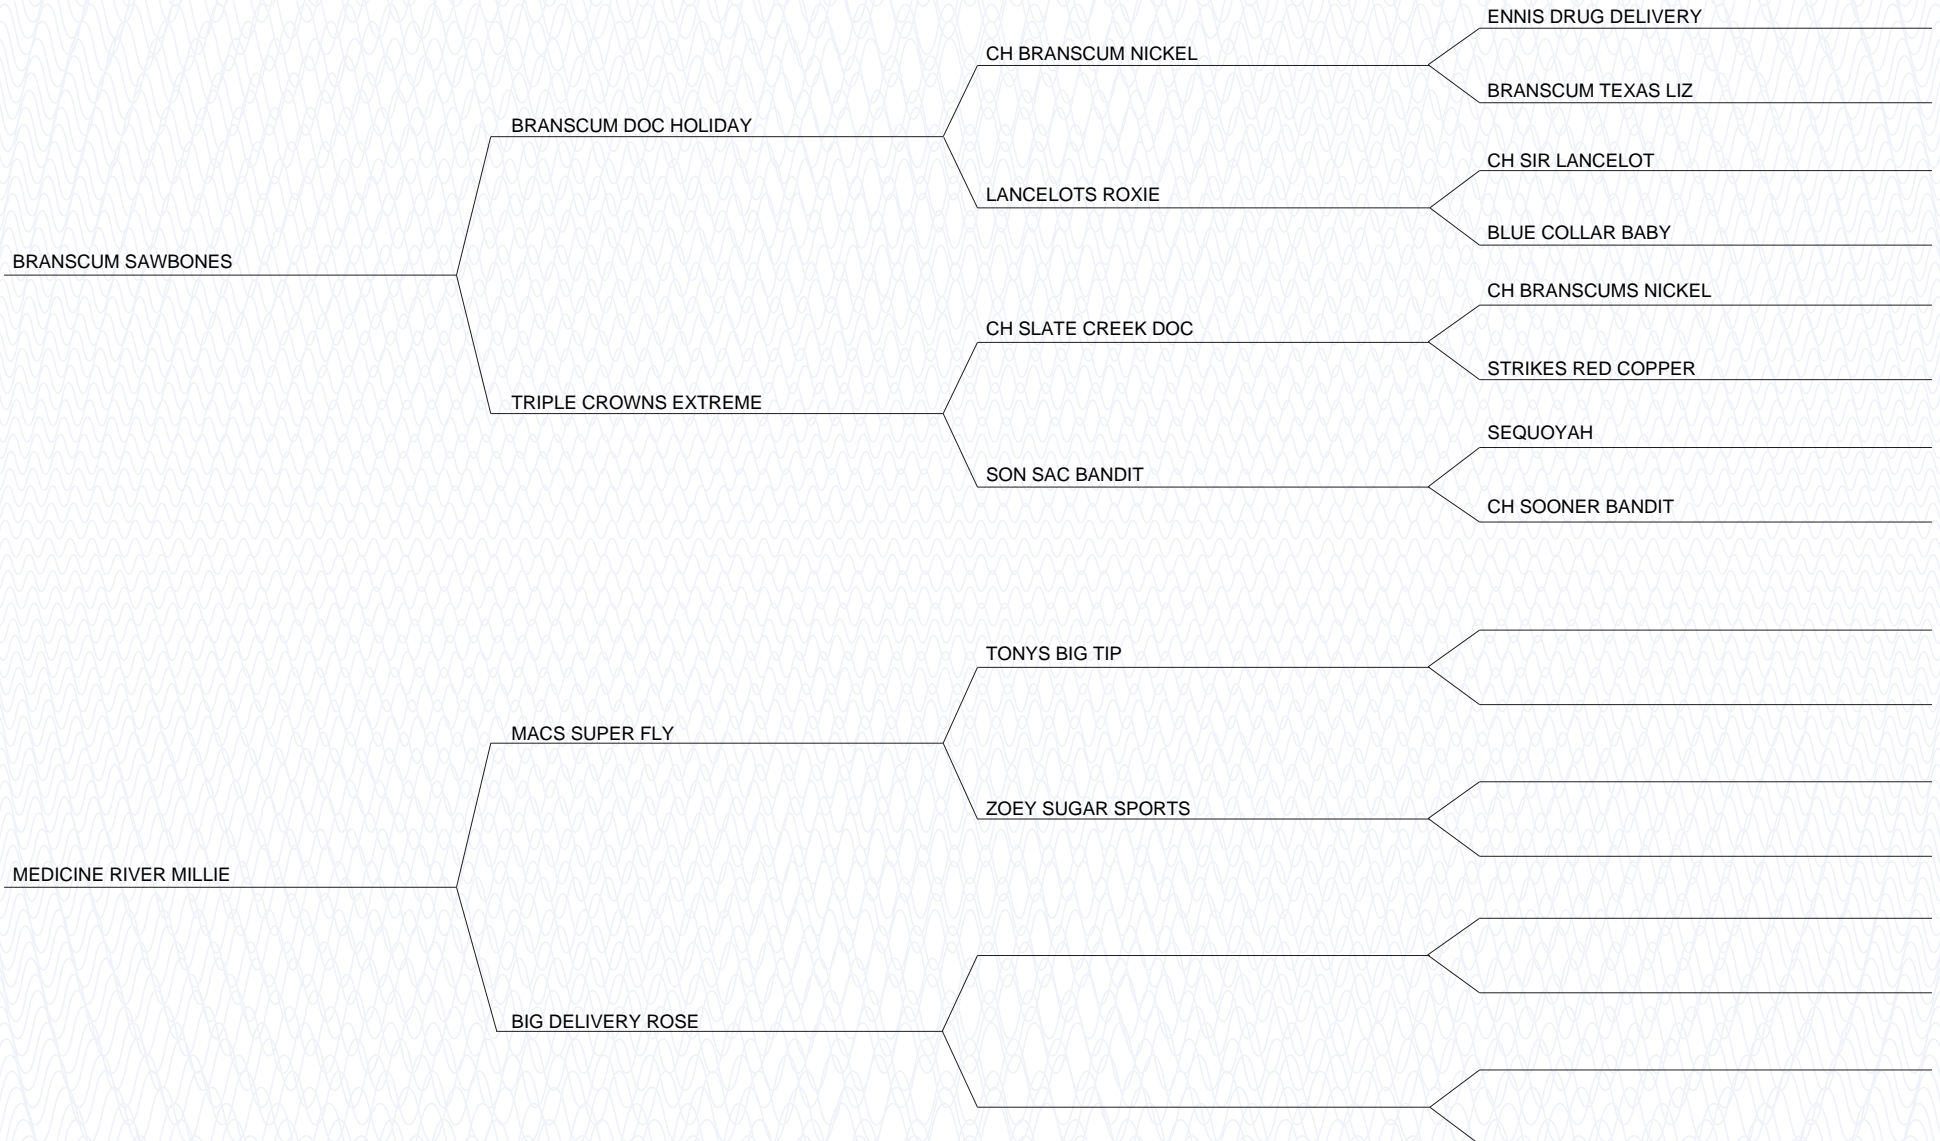 ENNIS DRUG DELIVERY
CH BRANSCUM NICKEL
BRANSCUM TEXAS LIZ
BRANSCUM DOC HOLIDAY
CH SIR LANCELOT
LANCELOTS ROXIE
BLUE COLLAR BABY
BRANSCUM SAWBONES
CH BRANSCUMS NICKEL
CH SLATE CREEK DOC
STRIKES RED COPPER
TRIPLE CROWNS EXTREME
SEQUOYAH
SON SAC BANDIT
CH SOONER BANDIT
TONYS BIG TIP
MACS SUPER FLY
ZOEY SUGAR SPORTS
MEDICINE RIVER MILLIE
BIG DELIVERY ROSE